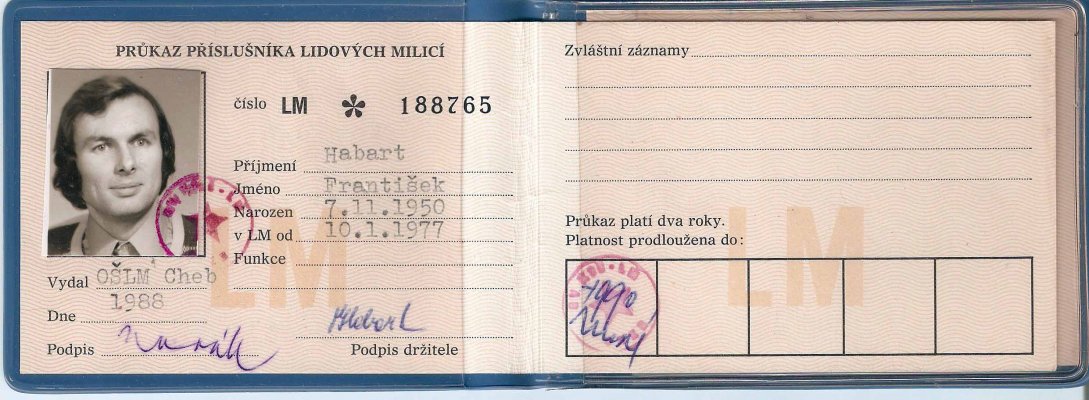 PRŮKAZ PŘÍSLUŠNÍKA LIDOVÝCH MILICÍ
číslo LM * 188765
Příjmení Habart
Jméno František
Narozen 7.11.1950
v LM od 10.1.1977
Funkce
Vydal OŠLM Cheb
1988
Dne
Podpis
Podpis držitele
LM
Zvláštní záznamy
Průkaz platí dva roky.
Platnost prodloužena do:
LM
1990